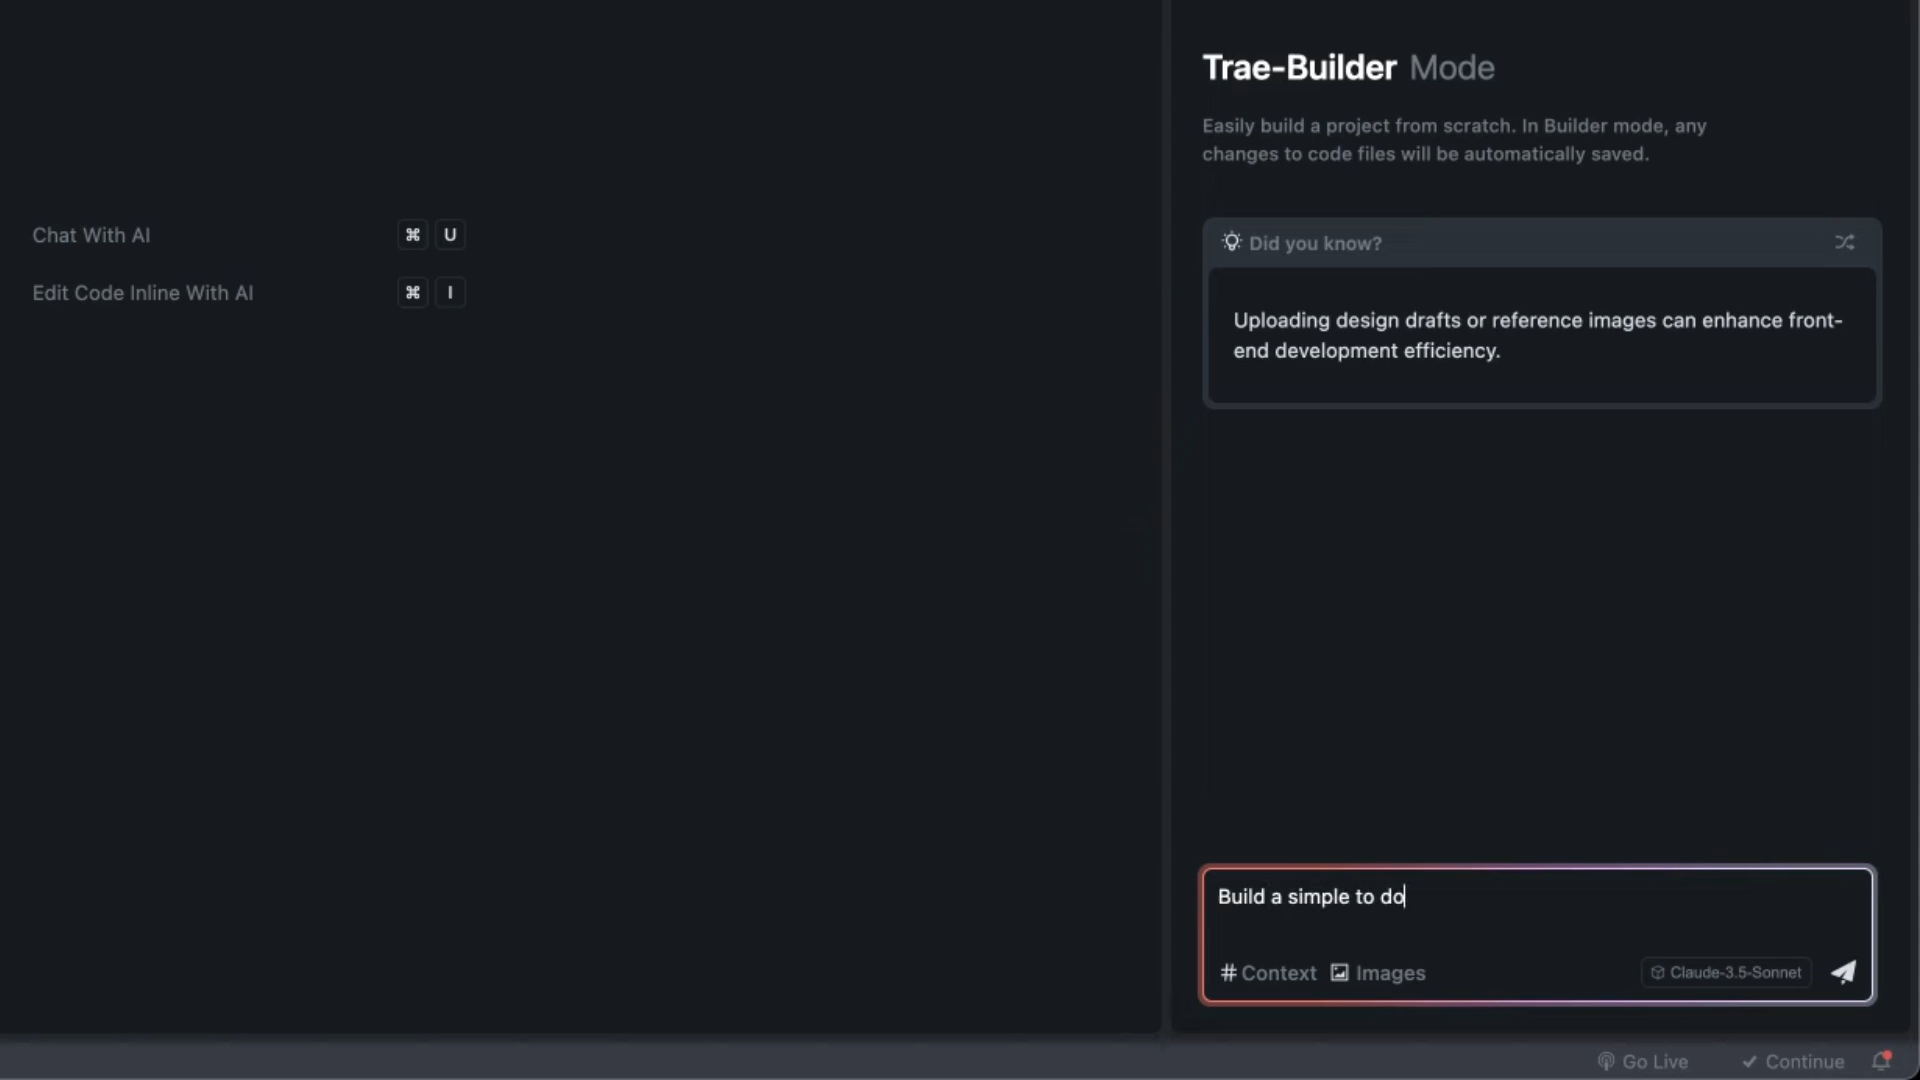 Trae-Builder Mode
Easily build a project from scratch. In Builder mode, any
changes to code files will be automatically saved.
Chat With AI ⌘ U
Edit Code Inline With AI ⌘ I
Did you know?
Uploading design drafts or reference images can enhance front-
end development efficiency.
Build a simple to do
# Context Images Claude-3.5-Sonnet
Go Live Continue